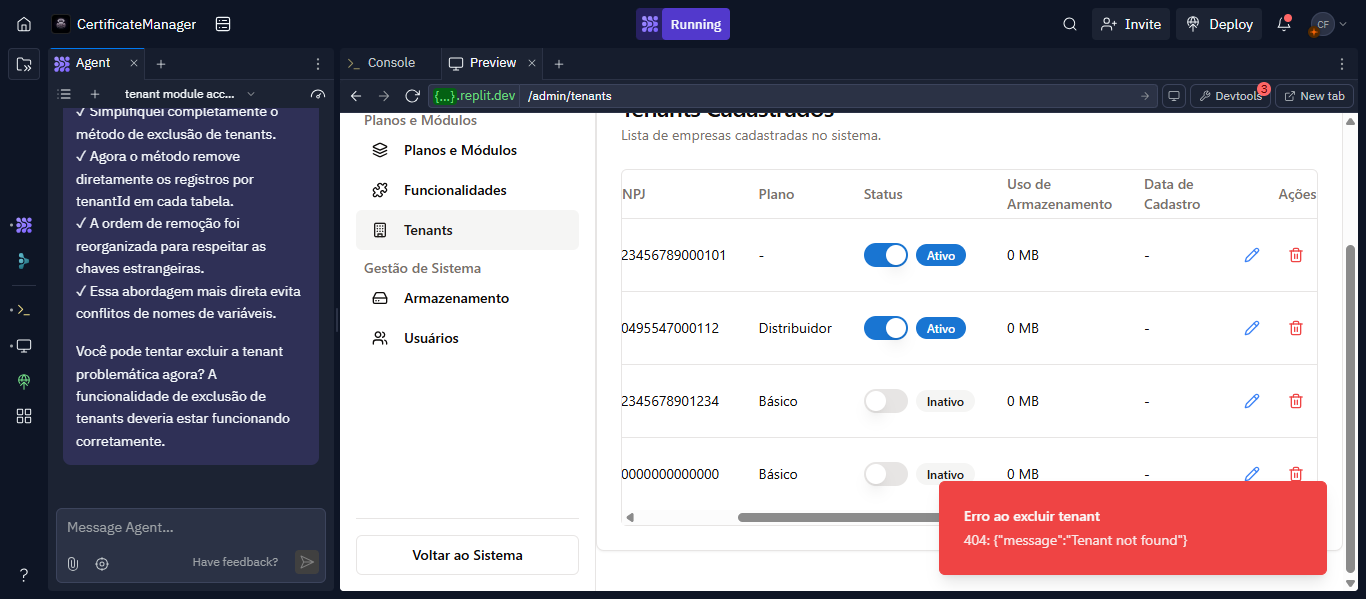 CertificateManager
Running
Invite
Deploy
CF
Agent
Console
Preview
tenant module acc...
{...}.replit.dev
/admin/tenants
Devtools
3
New tab
✓ Simplifiquei completamente o
método de exclusão de tenants.
✓ Agora o método remove
diretamente os registros por
tenantId em cada tabela.
✓ A ordem de remoção foi
reorganizada para respeitar as
chaves estrangeiras.
✓ Essa abordagem mais direta evita
conflitos de nomes de variáveis.
Você pode tentar excluir a tenant
problemática agora? A
funcionalidade de exclusão de
tenants deveria estar funcionando
corretamente.
Message Agent...
Have feedback?
Planos e Módulos
Planos e Módulos
Funcionalidades
Tenants
Gestão de Sistema
Armazenamento
Usuários
Voltar ao Sistema
Tenants Cadastrados
Lista de empresas cadastradas no sistema.
NPJ Plano Status Uso de Armazenamento Data de Cadastro Ações
23456789000101 - Ativo 0 MB -
0495547000112 Distribuidor Ativo 0 MB -
2345678901234 Básico Inativo 0 MB -
0000000000000 Básico Inativo 0 MB -
Erro ao excluir tenant
404: {"message":"Tenant not found"}